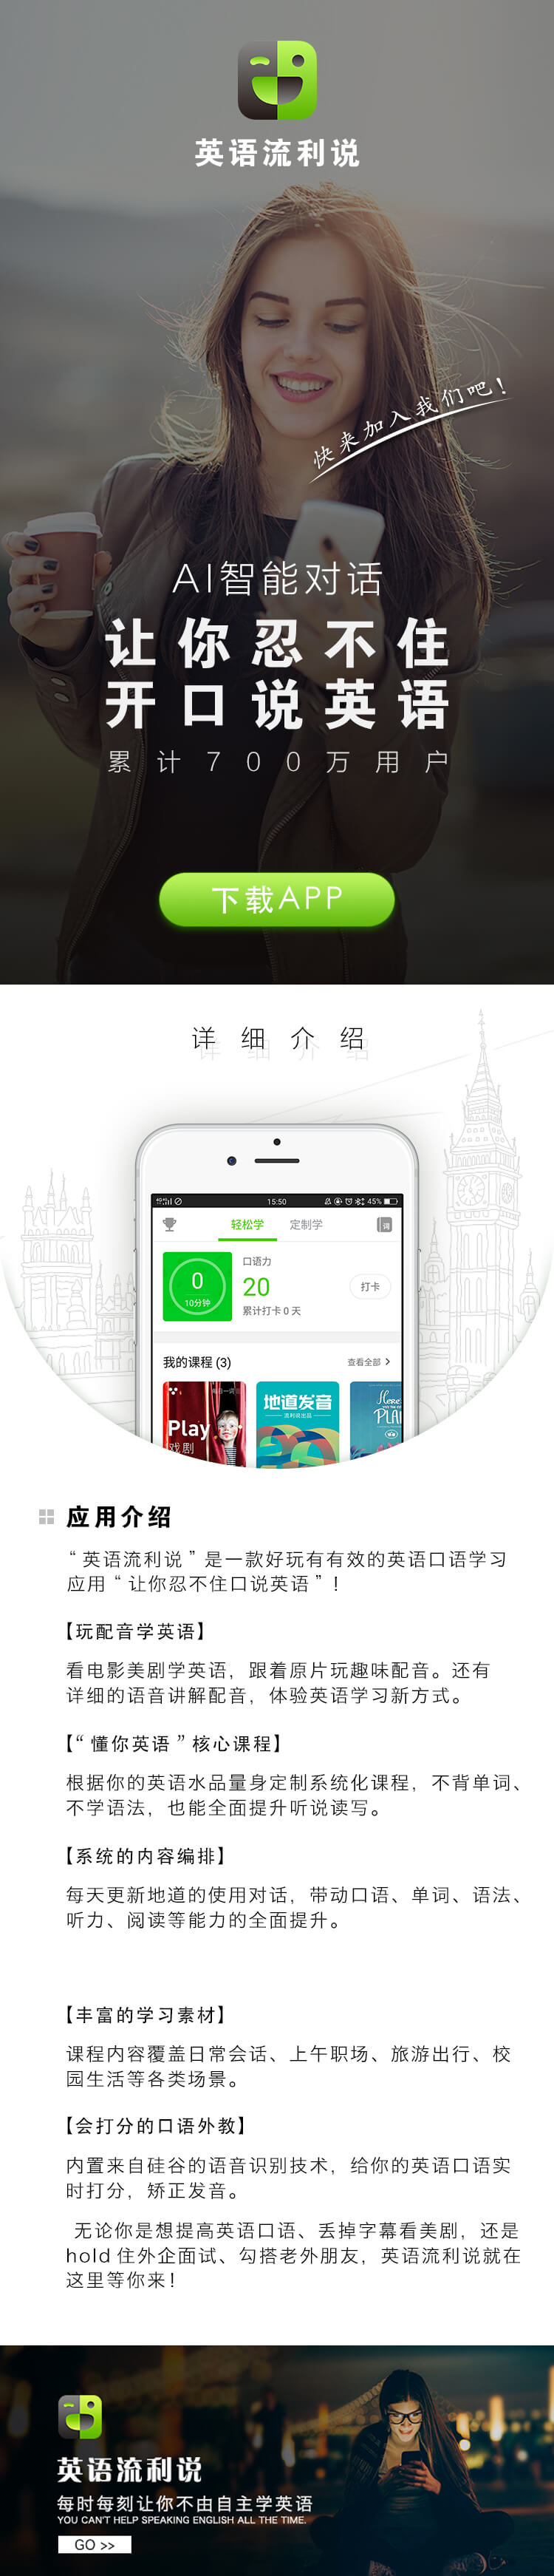 英语流利说
快来加入我们吧!
AI智能对话
让你忍不住
开口说英语
累计700万用户
下载APP
详细介绍
15:50
45%
轻松学
定制学
词
口语力
0
20
打卡
10分钟
累计打卡 0 天
我的课程 (3)
查看全部 >
Play
戏剧
地道发音
流利说出品
“英语流利说”是一款好玩有有效的英语口语学习
应用“让你忍不住口说英语”!
应用介绍
【玩配音学英语】
看电影美剧学英语，跟着原片玩趣味配音。还有
详细的语音讲解配音，体验英语学习新方式。
【“懂你英语”核心课程】
根据你的英语水品量身定制系统化课程，不背单词、
不学语法，也能全面提升听说读写。
【系统的内容编排】
每天更新地道的使用对话，带动口语、单词、语法、
听力、阅读等能力的全面提升。
【丰富的学习素材】
课程内容覆盖日常会话、上午职场、旅游出行、校
园生活等各类场景。
【会打分的口语外教】
内置来自硅谷的语音识别技术，给你的英语口语实
时打分，矫正发音。
无论你是想提高英语口语、丢掉字幕看美剧，还是
hold 住外企面试、勾搭老外朋友，英语流利说就在
这里等你来！
英语流利说
每时每刻让你不由自主学英语
YOU CAN'T HELP SPEAKING ENGLISH ALL THE TIME.
GO >>